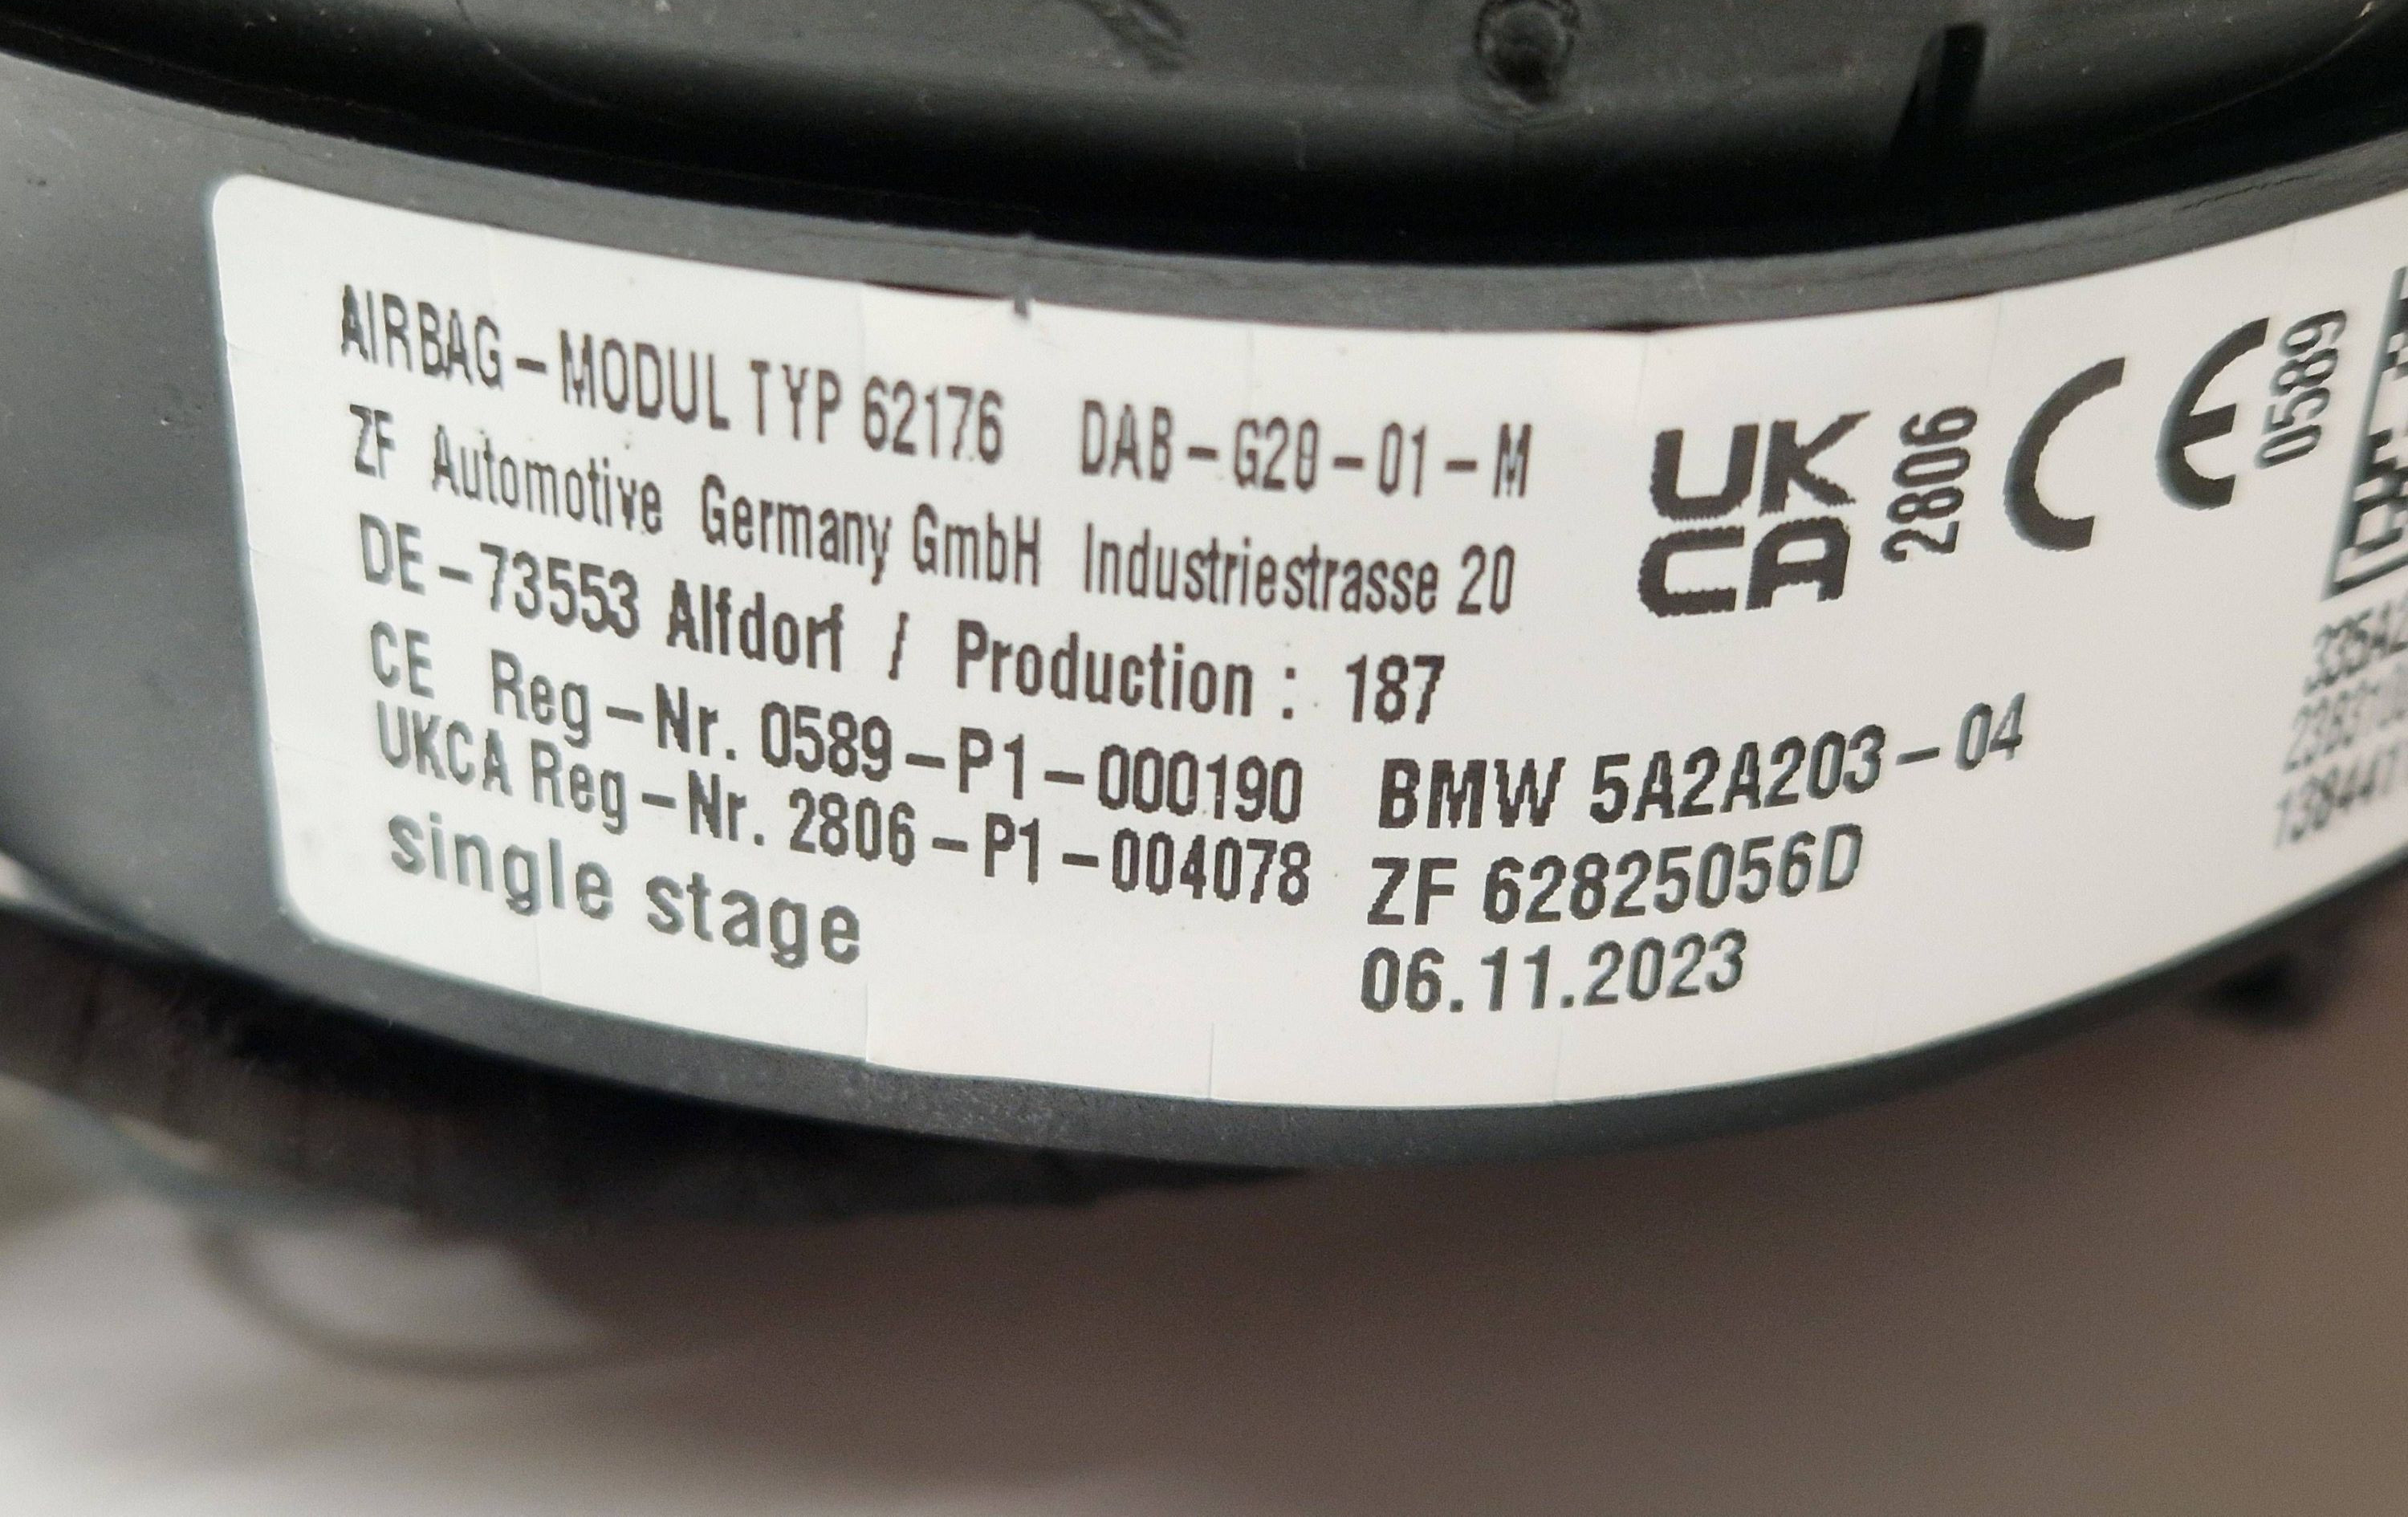 AIRBAG-MODUL TYP 62176 DAB-G20-01-M
ZF Automotive Germany GmbH Industriestrasse 20
DE-73553 Alfdorf / Production: 187
CE Reg-Nr. 0589-P1-000190
UKCA Reg-Nr. 2806-P1-004078
single stage
BMW 5A2A203-04
ZF 62825056D
06.11.2023
UK
CA
2806
CE
0589